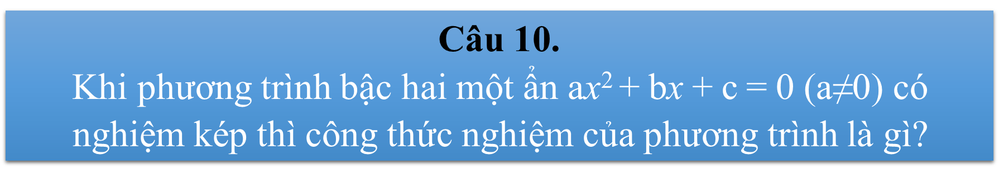 Câu 10.
Khi phương trình bậc hai một ẩn ax² + bx + c = 0 (a≠0) có
nghiệm kép thì công thức nghiệm của phương trình là gì?